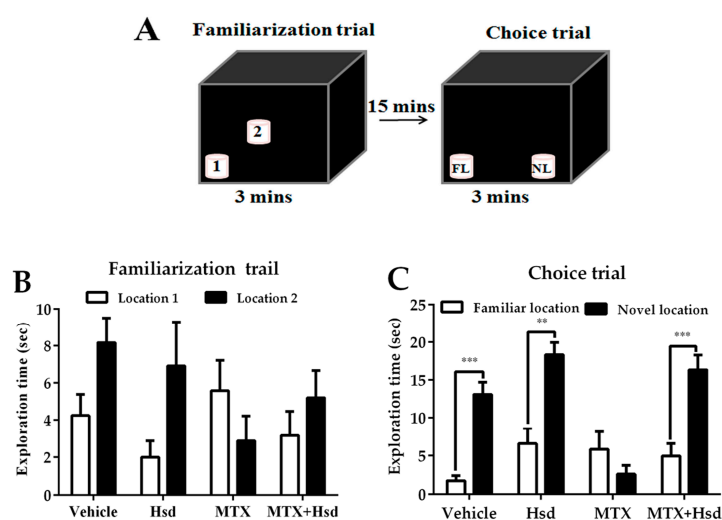 A
Familiarization trial
Choice trial
15 mins
1
2
FL
NL
3 mins
3 mins
B
Familiarization trail
Location 1
Location 2
Exploration time (sec)
10
8
6
4
2
0
Vehicle
Hsd
MTX
MTX+Hsd
C
Choice trial
Familiar location
Novel location
Exploration time (sec)
25
20
15
10
5
0
***
**
***
Vehicle
Hsd
MTX
MTX+Hsd